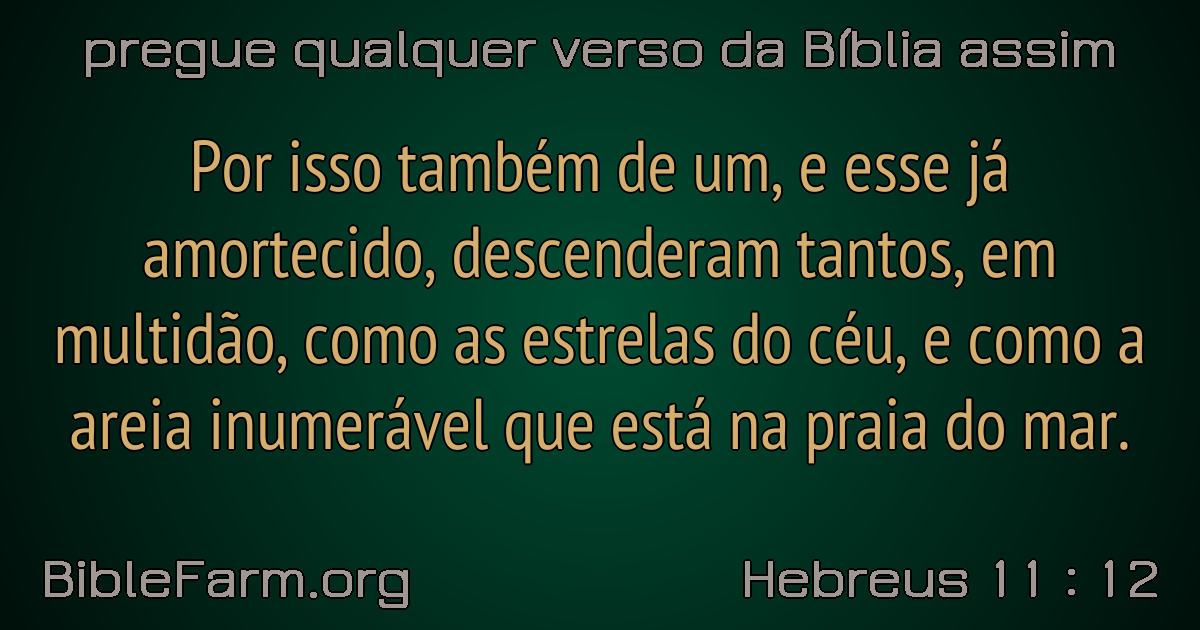 pregue qualquer verso da Bíblia assim
Por isso também de um, e esse já
amortecido, descenderam tantos, em
multidão, como as estrelas do céu, e como a
areia inumerável que está na praia do mar.
BibleFarm.org
Hebreus 11 : 12